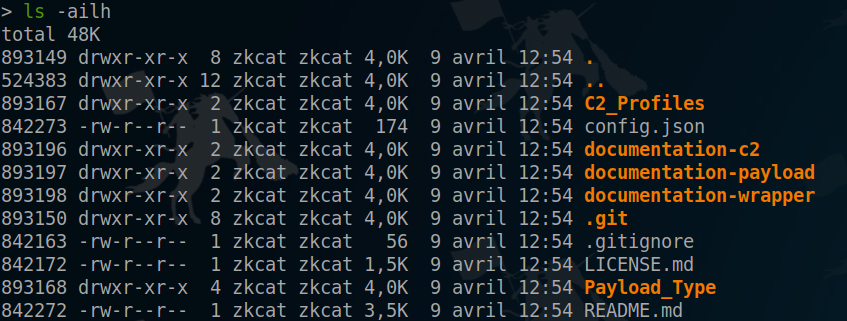 > ls -ailh
total 48K
893149 drwxr-xr-x  8 zkcat zkcat 4,0K  9 avril 12:54 .
524383 drwxr-xr-x 12 zkcat zkcat 4,0K  9 avril 12:54 ..
893167 drwxr-xr-x  2 zkcat zkcat 4,0K  9 avril 12:54 C2_Profiles
842273 -rw-r--r--  1 zkcat zkcat  174  9 avril 12:54 config.json
893196 drwxr-xr-x  2 zkcat zkcat 4,0K  9 avril 12:54 documentation-c2
893197 drwxr-xr-x  2 zkcat zkcat 4,0K  9 avril 12:54 documentation-payload
893198 drwxr-xr-x  2 zkcat zkcat 4,0K  9 avril 12:54 documentation-wrapper
893150 drwxr-xr-x  8 zkcat zkcat 4,0K  9 avril 12:54 .git
842163 -rw-r--r--  1 zkcat zkcat   56  9 avril 12:54 .gitignore
842172 -rw-r--r--  1 zkcat zkcat 1,5K  9 avril 12:54 LICENSE.md
893168 drwxr-xr-x  4 zkcat zkcat 4,0K  9 avril 12:54 Payload_Type
842272 -rw-r--r--  1 zkcat zkcat 3,5K  9 avril 12:54 README.md